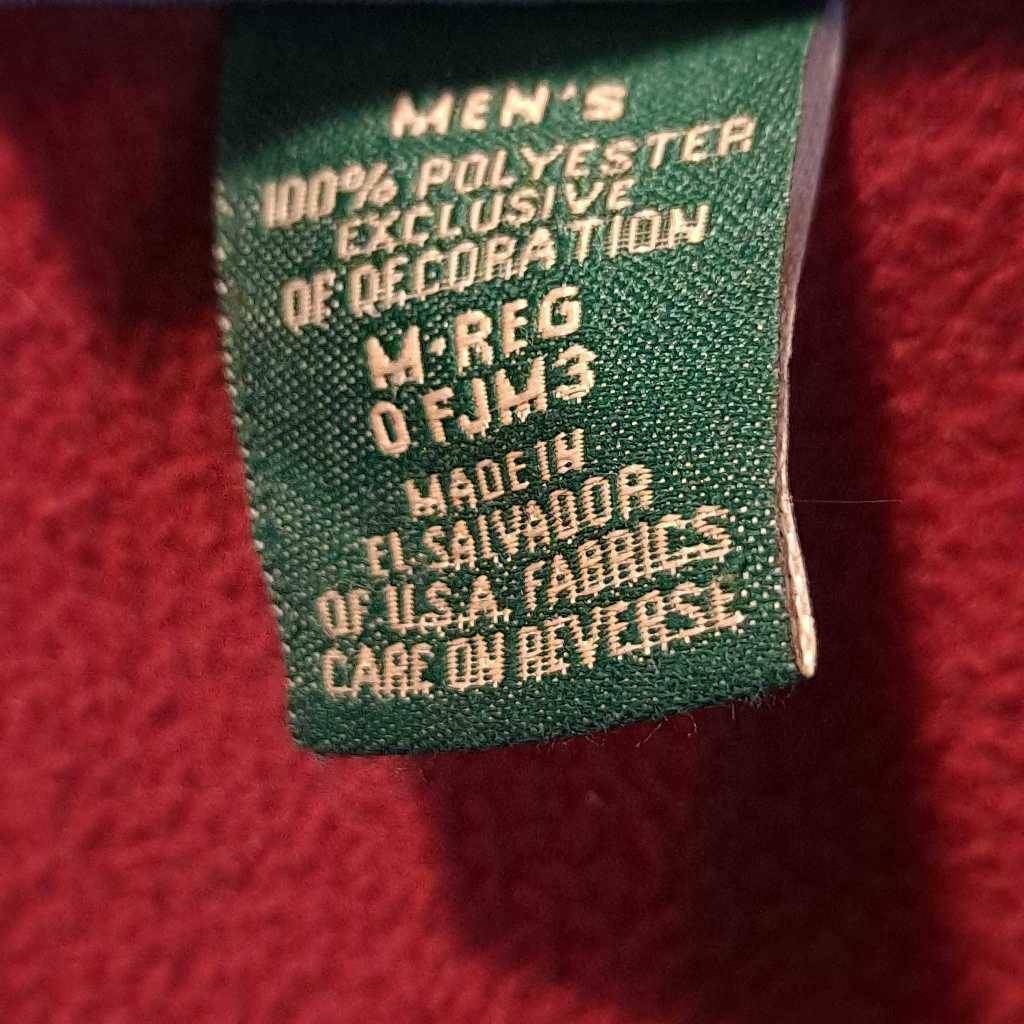 MEN'S
100% POLYESTER
EXCLUSIVE
OF DECORATION
M-REG
0FJM3
MADE IN
EL SALVADOR
OF U.S.A. FABRICS
CARE ON REVERSE